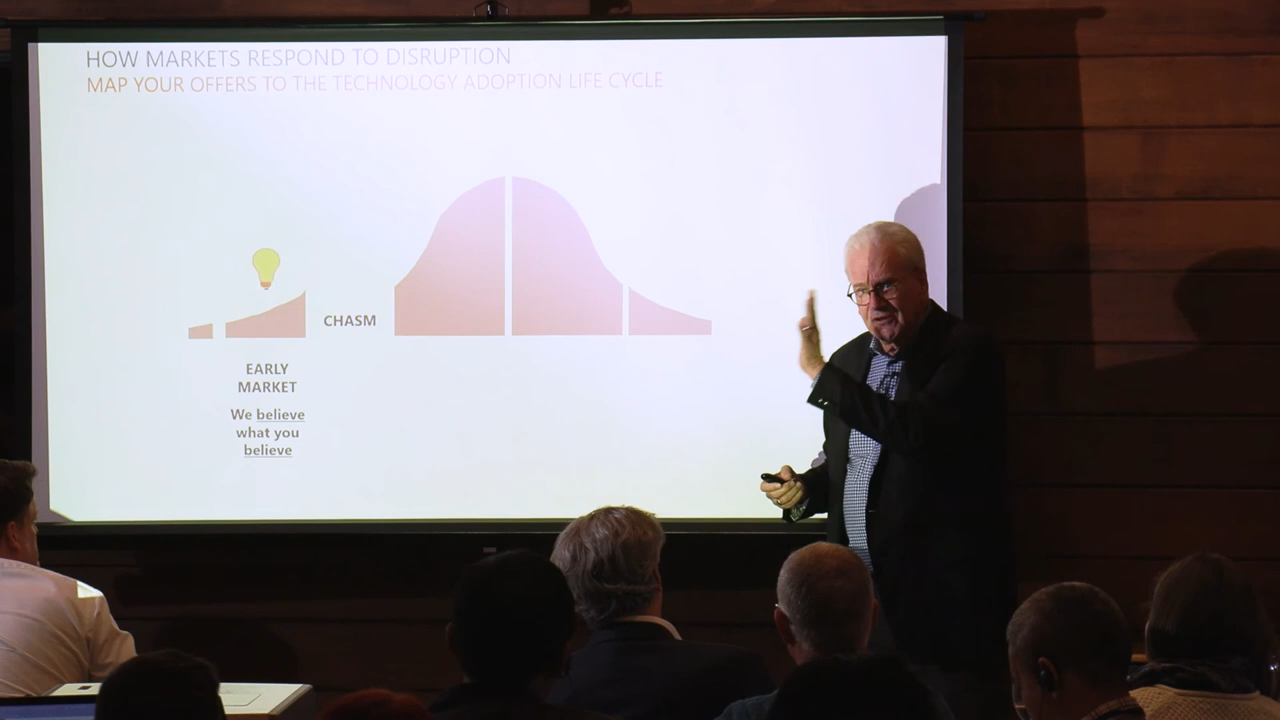 HOW MARKETS RESPOND TO DISRUPTION
MAP YOUR OFFERS TO THE TECHNOLOGY ADOPTION LIFE CYCLE
CHASM
EARLY
MARKET
We believe
what you
believe